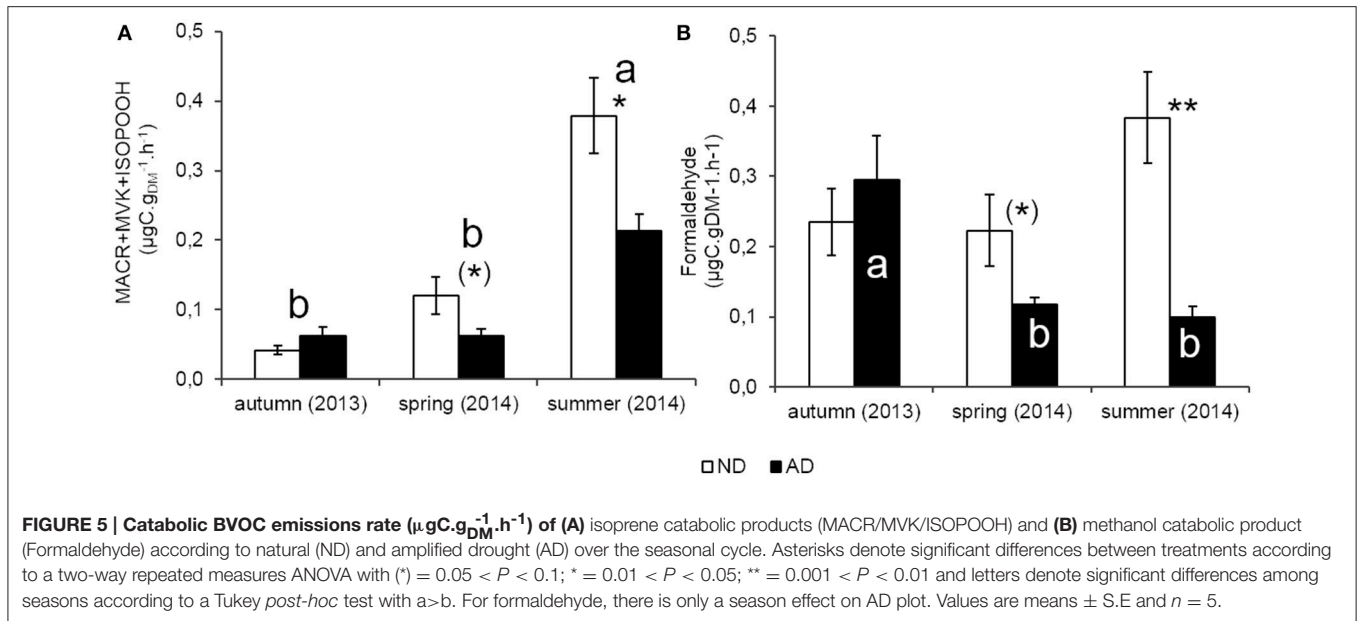 A
MACR+MVK+ISOPOOH
(µgC.gDM⁻¹.h⁻¹)
0,5
0,4
0,3
0,2
0,1
0,0
b
b
(*)
a
*
autumn (2013)
spring (2014)
summer (2014)
B
Formaldehyde
(µgC.gDM-1.h-1)
0,5
0,4
0,3
0,2
0,1
0,0
a
(*)
b
**
b
autumn (2013)
spring (2014)
summer (2014)
ND
AD
FIGURE 5 | Catabolic BVOC emissions rate (µgC.gDM⁻¹.h⁻¹) of (A) isoprene catabolic products (MACR/MVK/ISOPOOH) and (B) methanol catabolic product
(Formaldehyde) according to natural (ND) and amplified drought (AD) over the seasonal cycle. Asterisks denote significant differences between treatments according
to a two-way repeated measures ANOVA with (*) = 0.05 < P < 0.1; * = 0.01 < P < 0.05; ** = 0.001 < P < 0.01 and letters denote significant differences among
seasons according to a Tukey post-hoc test with a>b. For formaldehyde, there is only a season effect on AD plot. Values are means ± S.E and n = 5.